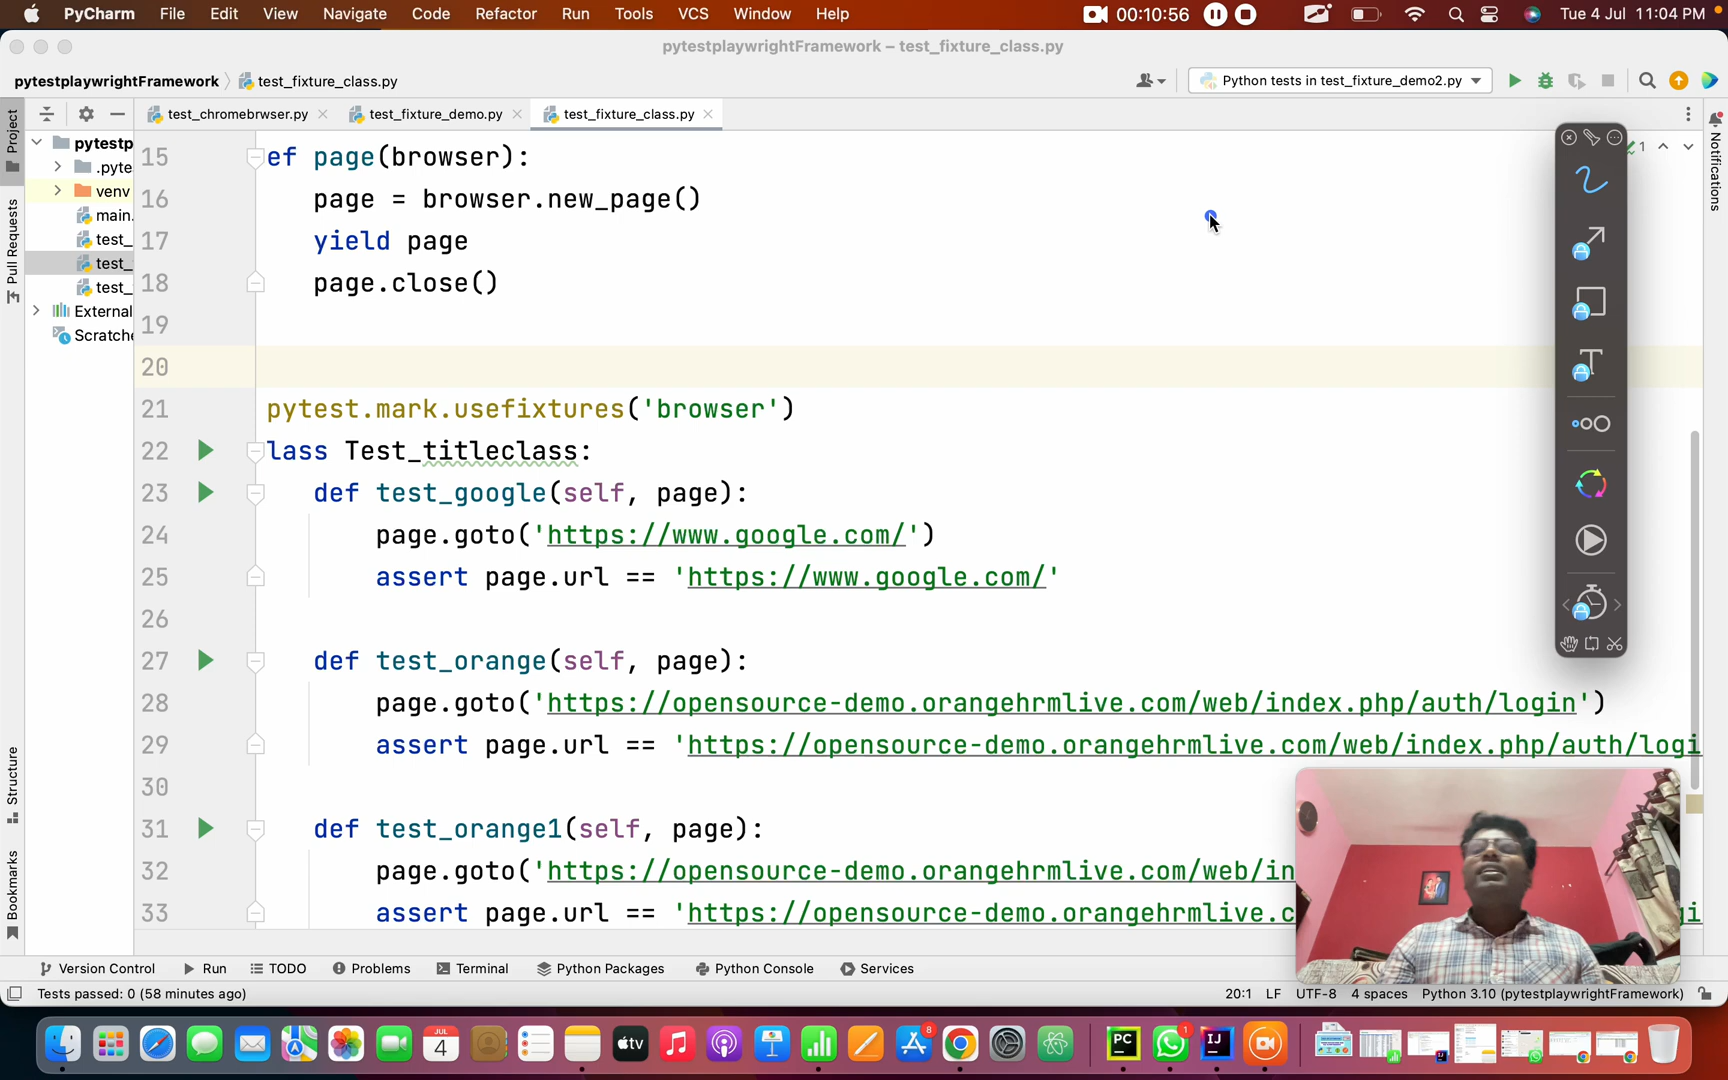 PyCharm File Edit View Navigate Code Refactor Run Tools VCS Window Help 00:10:56 Tue 4 Jul 11:04 PM
pytestplaywrightFramework – test_fixture_class.py
pytestplaywrightFramework test_fixture_class.py Python tests in test_fixture_demo2.py
test_chromebrwser.py test_fixture_demo.py test_fixture_class.py
Project
Pull Requests
Structure
Bookmarks
Notifications
pytestp
.pyte
venv
main.
test_
test_
test_
External
Scratche
1
15 ef page(browser):
16 page = browser.new_page()
17 yield page
18 page.close()
19
20
21 pytest.mark.usefixtures('browser')
22 lass Test_titleclass:
23 def test_google(self, page):
24 page.goto('https://www.google.com/')
25 assert page.url == 'https://www.google.com/'
26
27 def test_orange(self, page):
28 page.goto('https://opensource-demo.orangehrmlive.com/web/index.php/auth/login')
29 assert page.url == 'https://opensource-demo.orangehrmlive.com/web/index.php/auth/logi
30
31 def test_orange1(self, page):
32 page.goto('https://opensource-demo.orangehrmlive.com/web/in
33 assert page.url == 'https://opensource-demo.orangehrmlive.c gi
Version Control Run TODO Problems Terminal Python Packages Python Console Services
Tests passed: 0 (58 minutes ago) 20:1 LF UTF-8 4 spaces Python 3.10 (pytestplaywrightFramework)
JUL
4
tv
8
PC
1
IJ